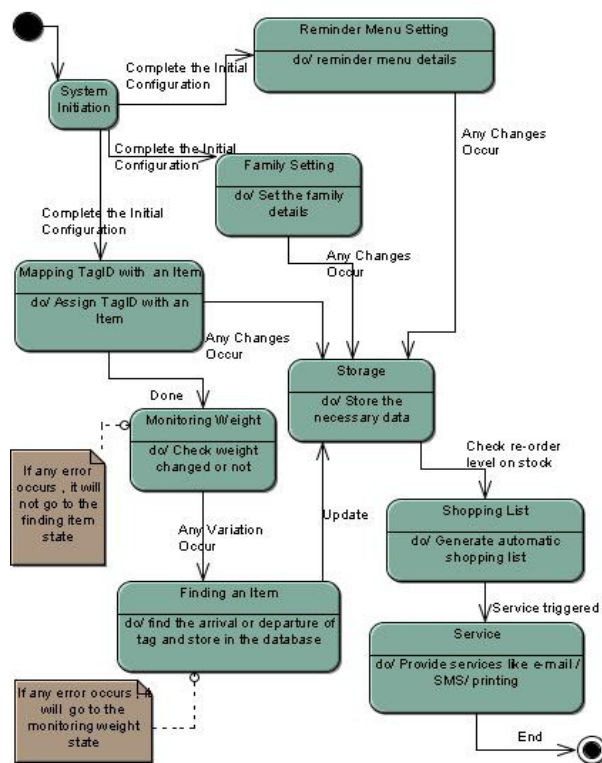 Reminder Menu Setting
do/ reminder menu details
Complete the Initial
Configuration
System
Initiation
Any Changes
Occur
Complete the Initial
Configuration
Family Setting
do/ Set the family
details
Complete the Initial
Configuration
Any Changes
Occur
Mapping TagID with an Item
do/ Assign TagID with an
Item
Any Changes
Occur
Storage
do/ Store the
necessary data
Done
Monitoring Weight
do/ Check weight
changed or not
If any error
occurs , it will
not go to the
finding item
state
Check re-order
level on stock
Any Variation
Occur
Update
Shopping List
do/ Generate automatic
shopping list
Finding an Item
do/ find the arrival or departure of
tag and store in the database
Service triggered
Service
do/ Provide services like e-mail /
SMS/ printing
If any error occurs , it
will go to the
monitoring weight
state
End